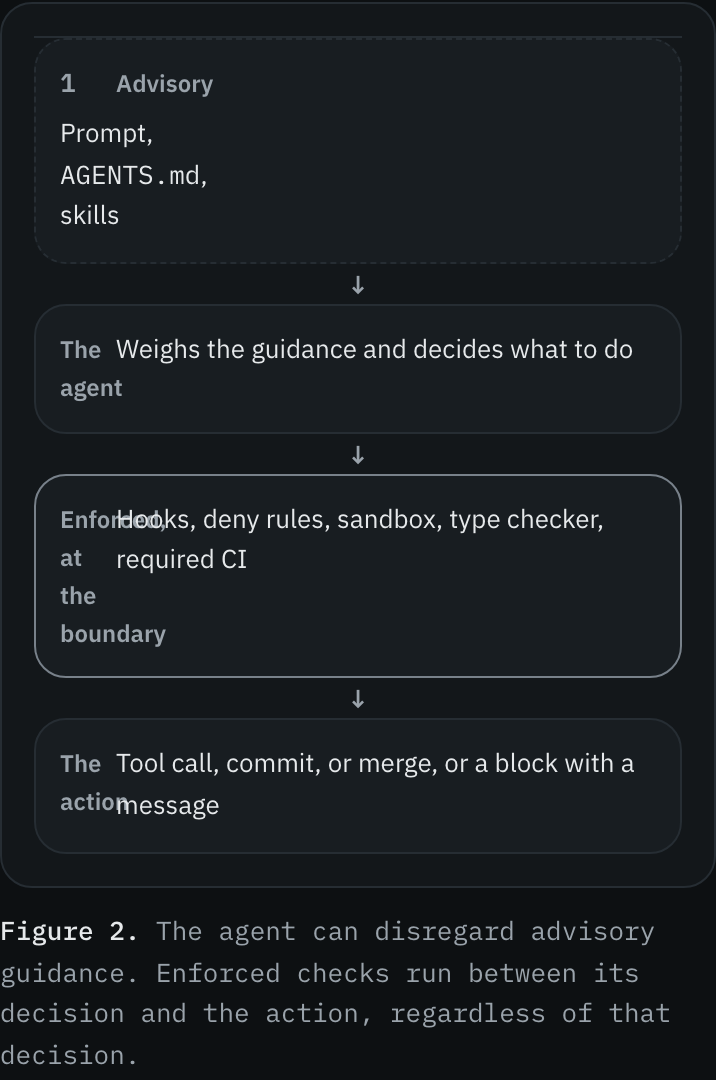 1 Advisory
Prompt,
AGENTS.md,
skills
↓
The Weighs the guidance and decides what to do
agent
↓
Enforced, Hooks, deny rules, sandbox, type checker,
at required CI
the
boundary
↓
The Tool call, commit, or merge, or a block with a
action message
Figure 2. The agent can disregard advisory
guidance. Enforced checks run between its
decision and the action, regardless of that
decision.